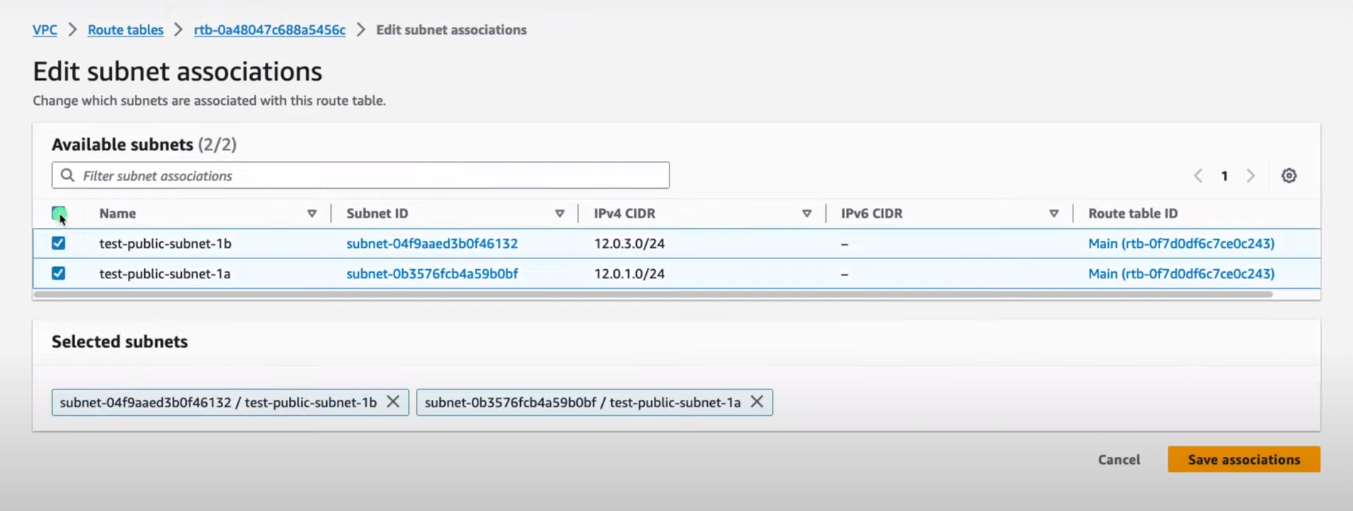 VPC > Route tables > rtb-0a48047c688a5456c > Edit subnet associations
Edit subnet associations
Change which subnets are associated with this route table.
Available subnets (2/2)
Filter subnet associations
1
Name Subnet ID IPv4 CIDR IPv6 CIDR Route table ID
test-public-subnet-1b subnet-04f9aaed3b0f46132 12.0.3.0/24 – Main (rtb-0f7d0df6c7ce0c243)
test-public-subnet-1a subnet-0b3576fcb4a59b0bf 12.0.1.0/24 – Main (rtb-0f7d0df6c7ce0c243)
Selected subnets
subnet-04f9aaed3b0f46132 / test-public-subnet-1b subnet-0b3576fcb4a59b0bf / test-public-subnet-1a
Cancel Save associations